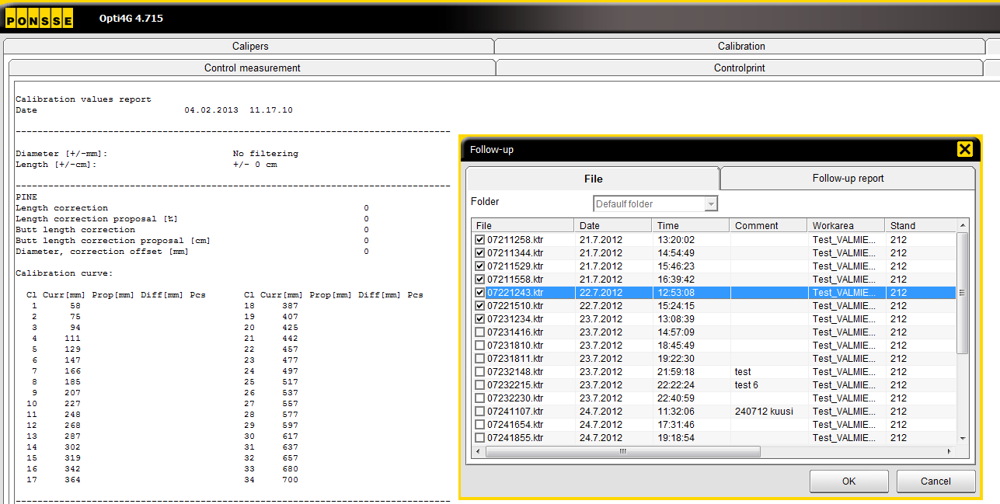 PONSSE Opti4G 4.715
Calipers Calibration
Control measurement Controlprint
Calibration values report
Date 04.02.2013 11.17.10
Diameter [+/-mm]: No filtering
Length [+/-cm]: +/- 0 cm
PINE
Length correction 0
Length correction proposal [%] 0
Butt length correction 0
Butt length correction proposal [cm] 0
Diameter, correction offset [mm] 0
Calibration curve:
Cl Curr[mm] Prop[mm] Diff[mm] Pcs Cl Curr[mm] Prop[mm] Diff[mm] Pcs
1 58 18 387
2 75 19 407
3 94 20 425
4 111 21 442
5 129 22 457
6 147 23 477
7 166 24 497
8 185 25 517
9 207 26 537
10 227 27 557
11 248 28 577
12 268 29 597
13 287 30 617
14 302 31 637
15 319 32 657
16 342 33 680
17 364 34 700
Follow-up
File Follow-up report
Folder Defaulf folder
File Date Time Comment Workarea Stand
07211258.ktr 21.7.2012 13:20:02 Test_VALMIE... 212
07211344.ktr 21.7.2012 14:54:49 Test_VALMIE... 212
07211529.ktr 21.7.2012 15:46:23 Test_VALMIE... 212
07211558.ktr 21.7.2012 16:39:42 Test_VALMIE... 212
07221243.ktr 22.7.2012 12:53:08 Test_VALMIE... 212
07221510.ktr 22.7.2012 15:24:15 Test_VALMIE... 212
07231234.ktr 23.7.2012 13:08:39 Test_VALMIE... 212
07231416.ktr 23.7.2012 14:57:09 Test_VALMIE... 212
07231810.ktr 23.7.2012 18:45:49 Test_VALMIE... 212
07231811.ktr 23.7.2012 19:22:30 Test_VALMIE... 212
07232148.ktr 23.7.2012 21:59:18 test Test_VALMIE... 212
07232215.ktr 23.7.2012 22:22:24 test 6 Test_VALMIE... 212
07232230.ktr 23.7.2012 22:40:59 Test_VALMIE... 212
07241107.ktr 24.7.2012 11:32:06 240712 kuusi Test_VALMIE... 212
07241654.ktr 24.7.2012 17:31:46 Test_VALMIE... 212
07241855.ktr 24.7.2012 19:18:54 Test_VALMIE... 212
OK Cancel